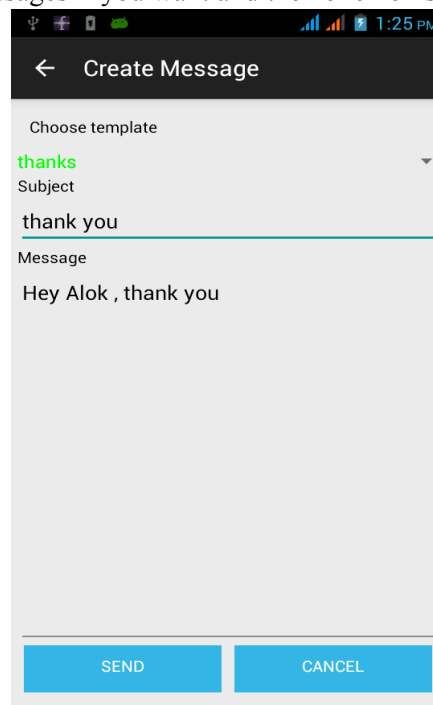 1:25 PM
Create Message
Choose template
thanks
Subject
thank you
Message
Hey Alok , thank you
SEND
CANCEL